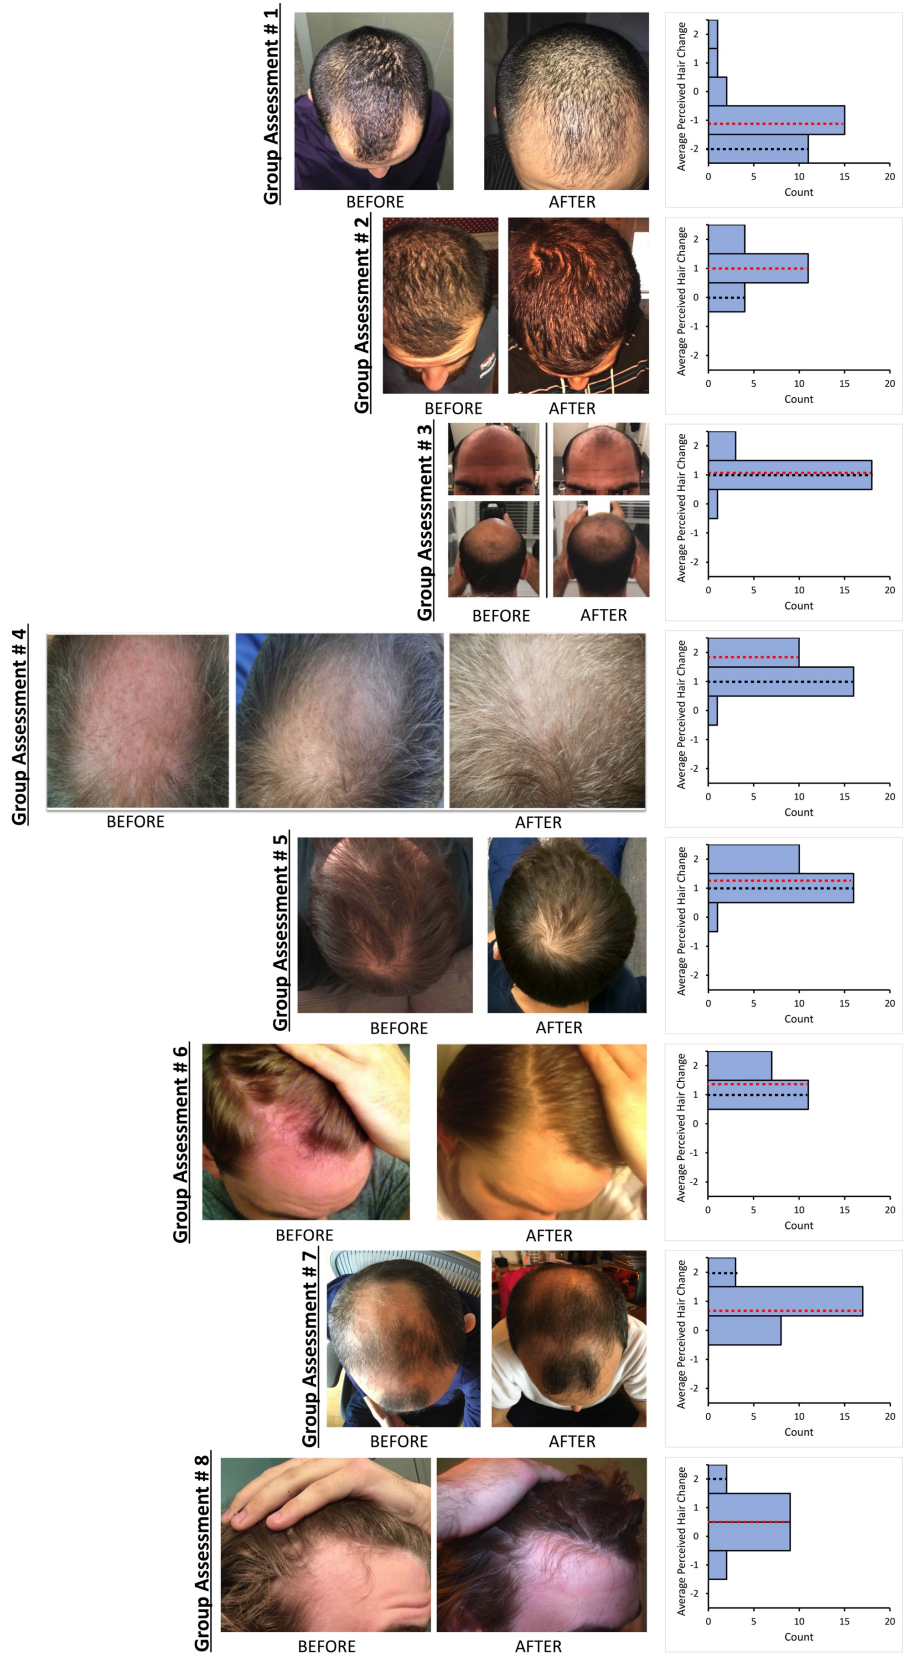 Group Assessment # 1
BEFORE
AFTER
Average Perceived Hair Change
2
1
0
-1
-2
0 5 10 15 20
Count
Group Assessment # 2
BEFORE
AFTER
Average Perceived Hair Change
2
1
0
-1
-2
0 5 10 15 20
Count
Group Assessment # 3
BEFORE
AFTER
Average Perceived Hair Change
2
1
0
-1
-2
0 5 10 15 20
Count
Group Assessment # 4
BEFORE
AFTER
Average Perceived Hair Change
2
1
0
-1
-2
0 5 10 15 20
Count
Group Assessment # 5
BEFORE
AFTER
Average Perceived Hair Change
2
1
0
-1
-2
0 5 10 15 20
Count
Group Assessment # 6
BEFORE
AFTER
Average Perceived Hair Change
2
1
0
-1
-2
0 5 10 15 20
Count
Group Assessment # 7
BEFORE
AFTER
Average Perceived Hair Change
2
1
0
-1
-2
0 5 10 15 20
Count
Group Assessment # 8
BEFORE
AFTER
Average Perceived Hair Change
2
1
0
-1
-2
0 5 10 15 20
Count